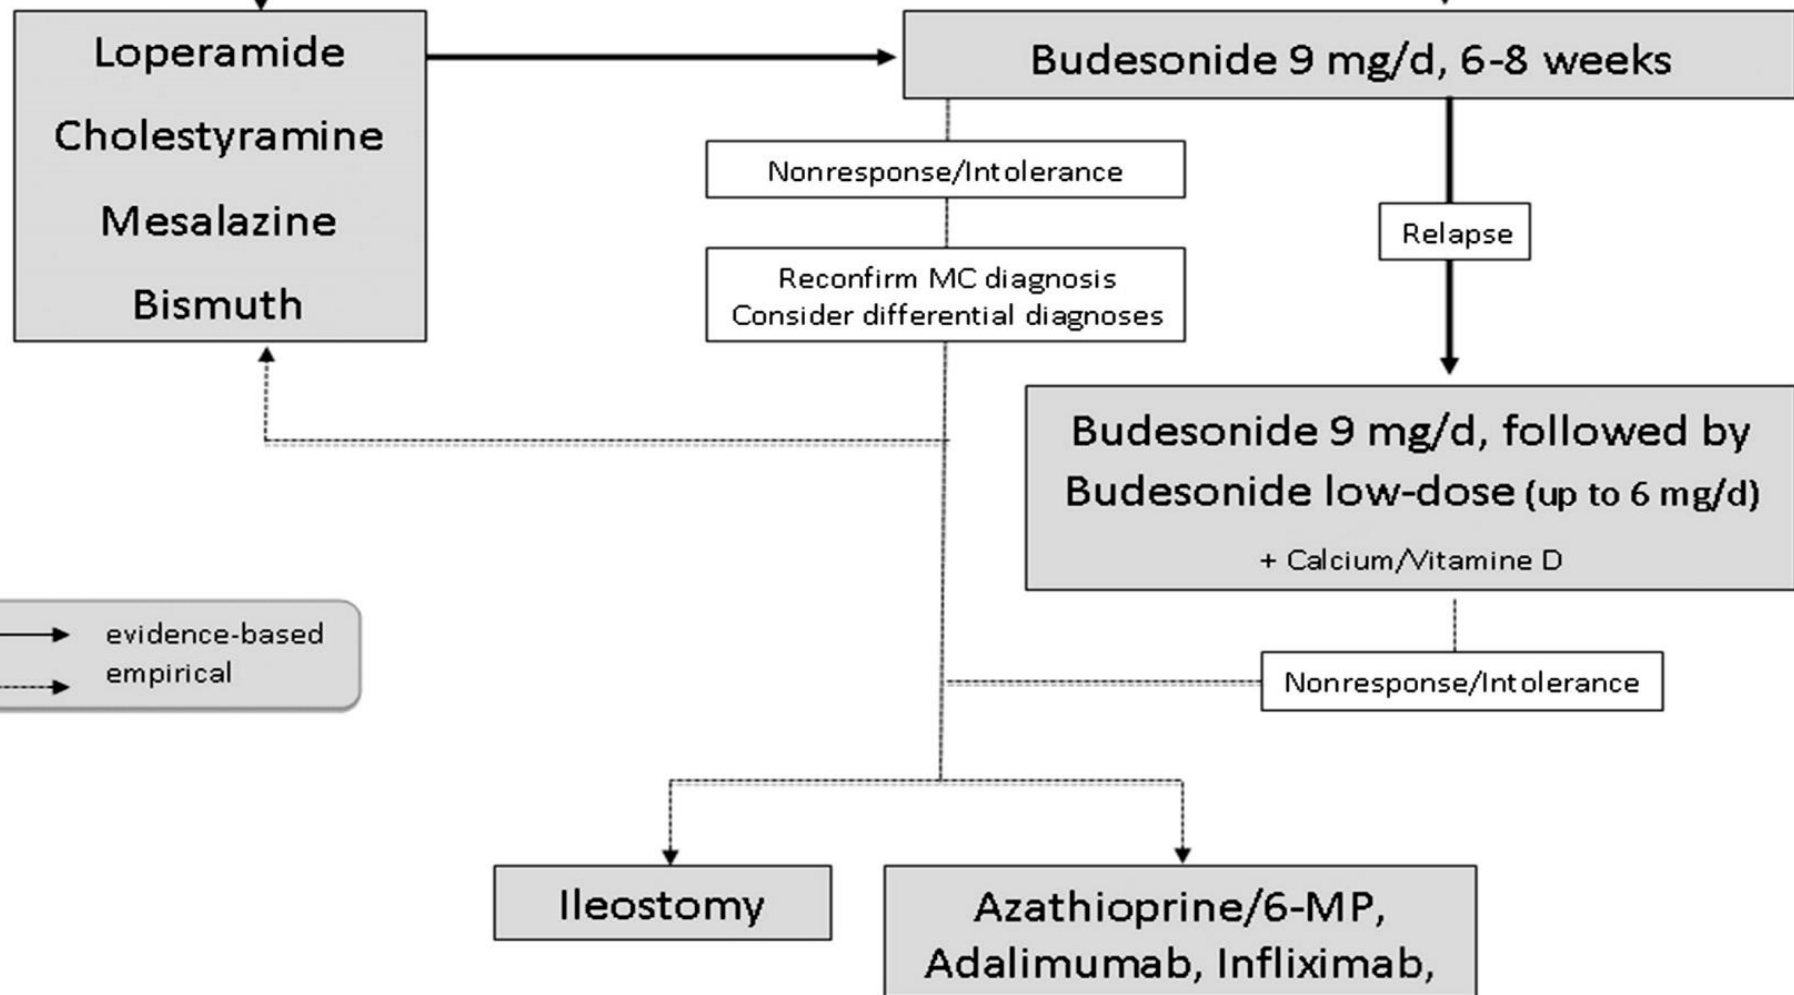 Loperamide
Cholestyramine
Mesalazine
Bismuth
Budesonide 9 mg/d, 6-8 weeks
Nonresponse/Intolerance
Reconfirm MC diagnosis
Consider differential diagnoses
Relapse
Budesonide 9 mg/d, followed by
Budesonide low-dose (up to 6 mg/d)
+ Calcium/Vitamine D
evidence-based
empirical
Nonresponse/Intolerance
Ileostomy
Azathioprine/6-MP,
Adalimumab, Infliximab,